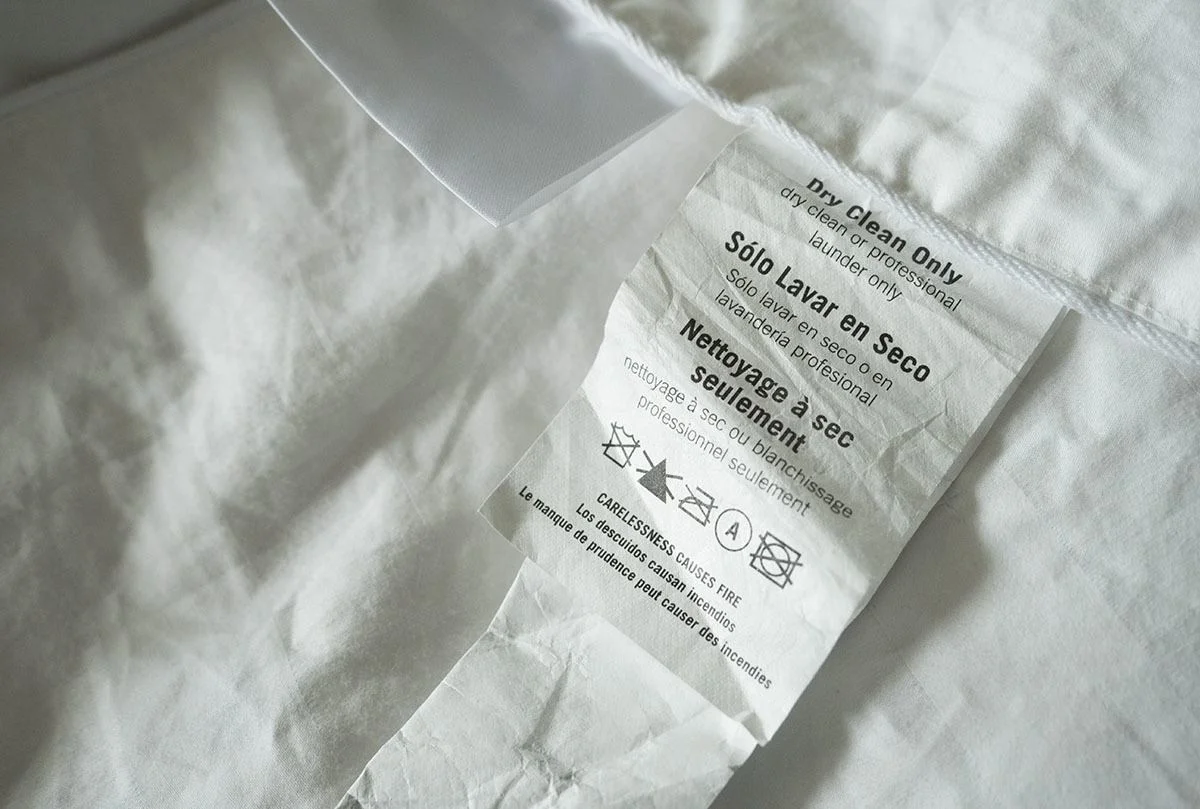 Dry Clean Only
dry clean or professional
launder only
Sólo Lavar en Seco
Sólo lavar en seco o en
lavandería profesional
Nettoyage à sec
seulement
nettoyage à sec ou blanchissage
professionnel seulement
A
CARELESSNESS CAUSES FIRE
Los descuidos causan incendios
Le manque de prudence peut causer des incendies